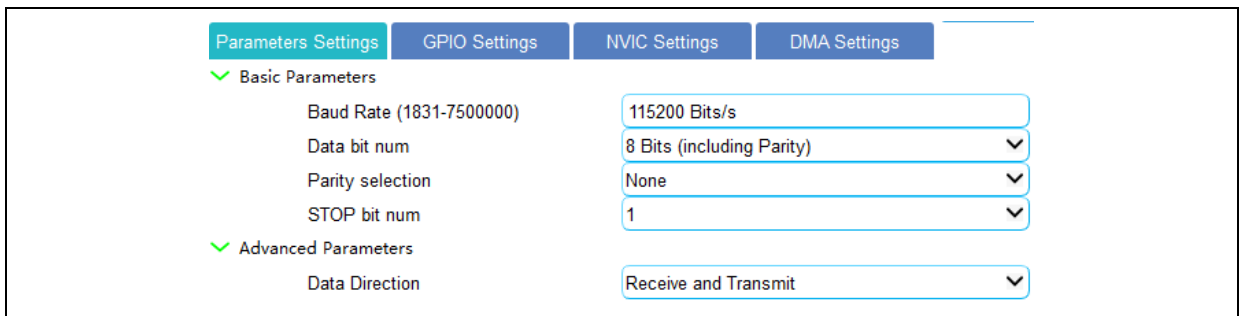 Parameters Settings GPIO Settings NVIC Settings DMA Settings
Basic Parameters
Baud Rate (1831-7500000) 115200 Bits/s
Data bit num 8 Bits (including Parity)
Parity selection None
STOP bit num 1
Advanced Parameters
Data Direction Receive and Transmit